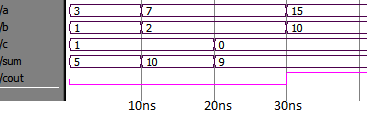 /a 3 7 15
/b 1 2 10
/c 1 0
/sum 5 10 9
/cout
10ns 20ns 30ns